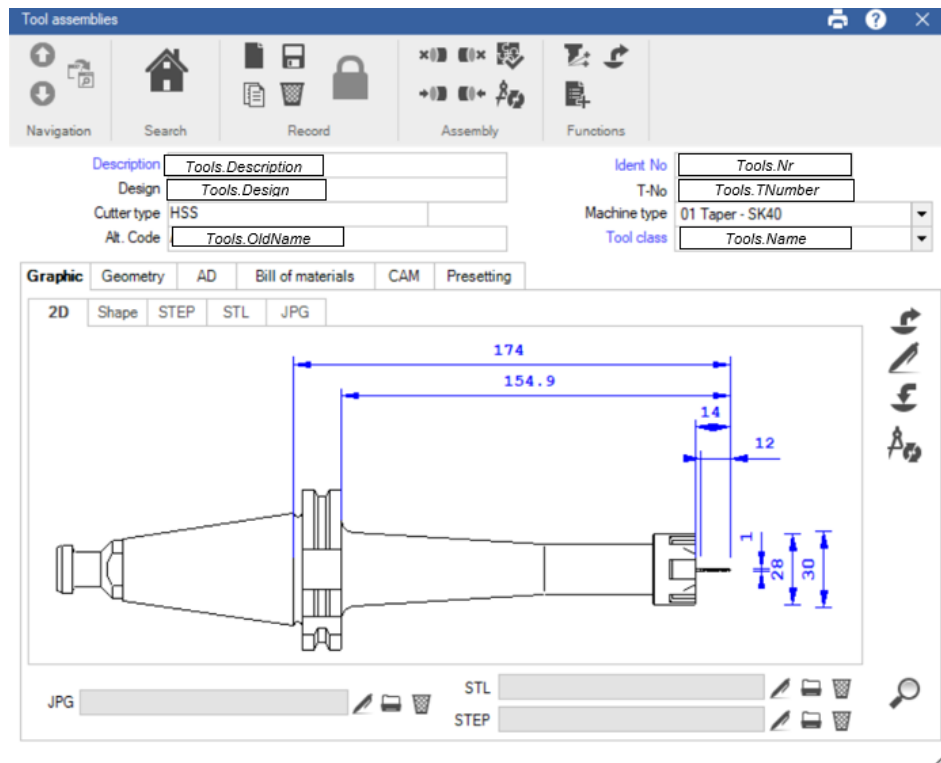 Tool assemblies
Navigation Search Record Assembly Functions
Description Tools.Description Ident No Tools.Nr
Design Tools.Design T-No Tools.TNumber
Cutter type HSS Machine type 01 Taper - SK40
Alt. Code Tools.OldName Tool class Tools.Name
Graphic Geometry AD Bill of materials CAM Presetting
2D Shape STEP STL JPG
174
154.9
14
12
1
28
30
JPG STL
STEP